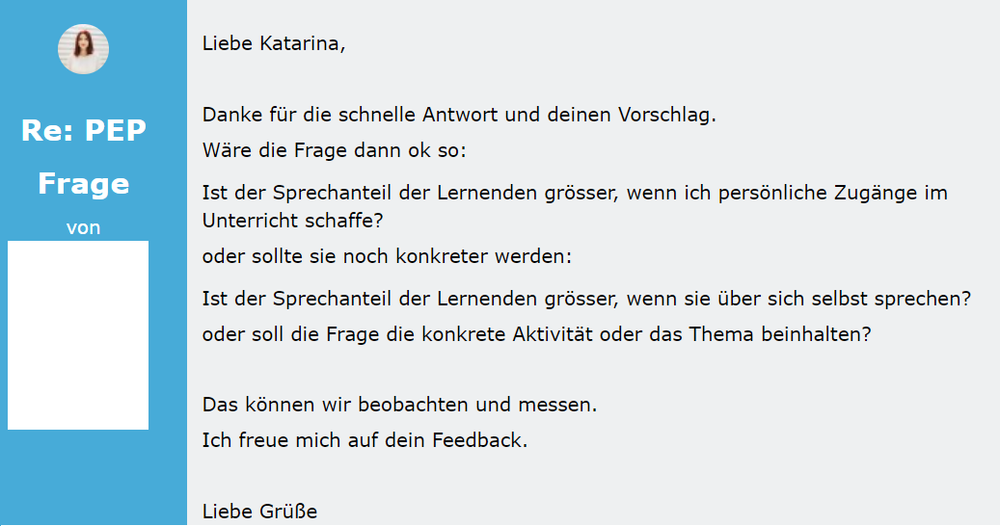 Re: PEP
Frage
von
Liebe Katarina,
Danke für die schnelle Antwort und deinen Vorschlag.
Wäre die Frage dann ok so:
Ist der Sprechanteil der Lernenden grösser, wenn ich persönliche Zugänge im
Unterricht schaffe?
oder sollte sie noch konkreter werden:
Ist der Sprechanteil der Lernenden grösser, wenn sie über sich selbst sprechen?
oder soll die Frage die konkrete Aktivität oder das Thema beinhalten?
Das können wir beobachten und messen.
Ich freue mich auf dein Feedback.
Liebe Grüße